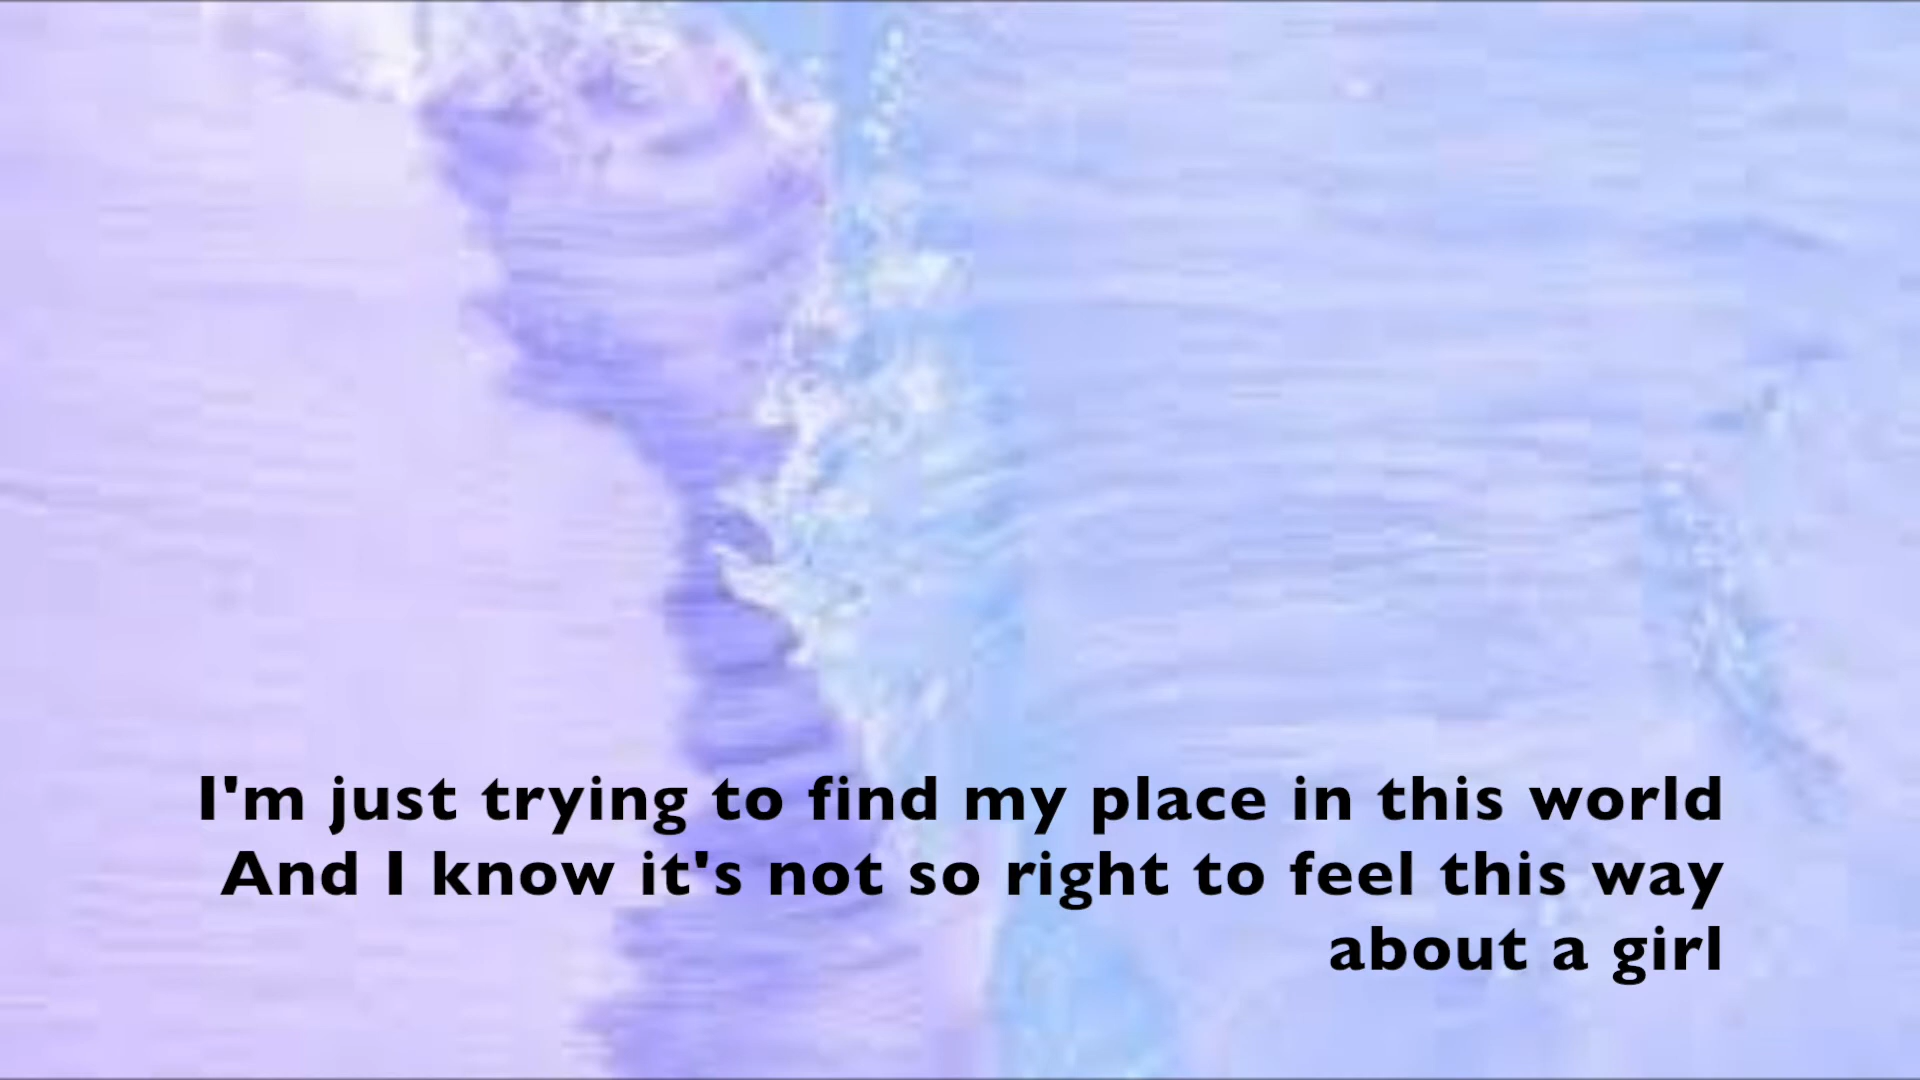 I'm just trying to find my place in this world
And I know it's not so right to feel this way
about a girl